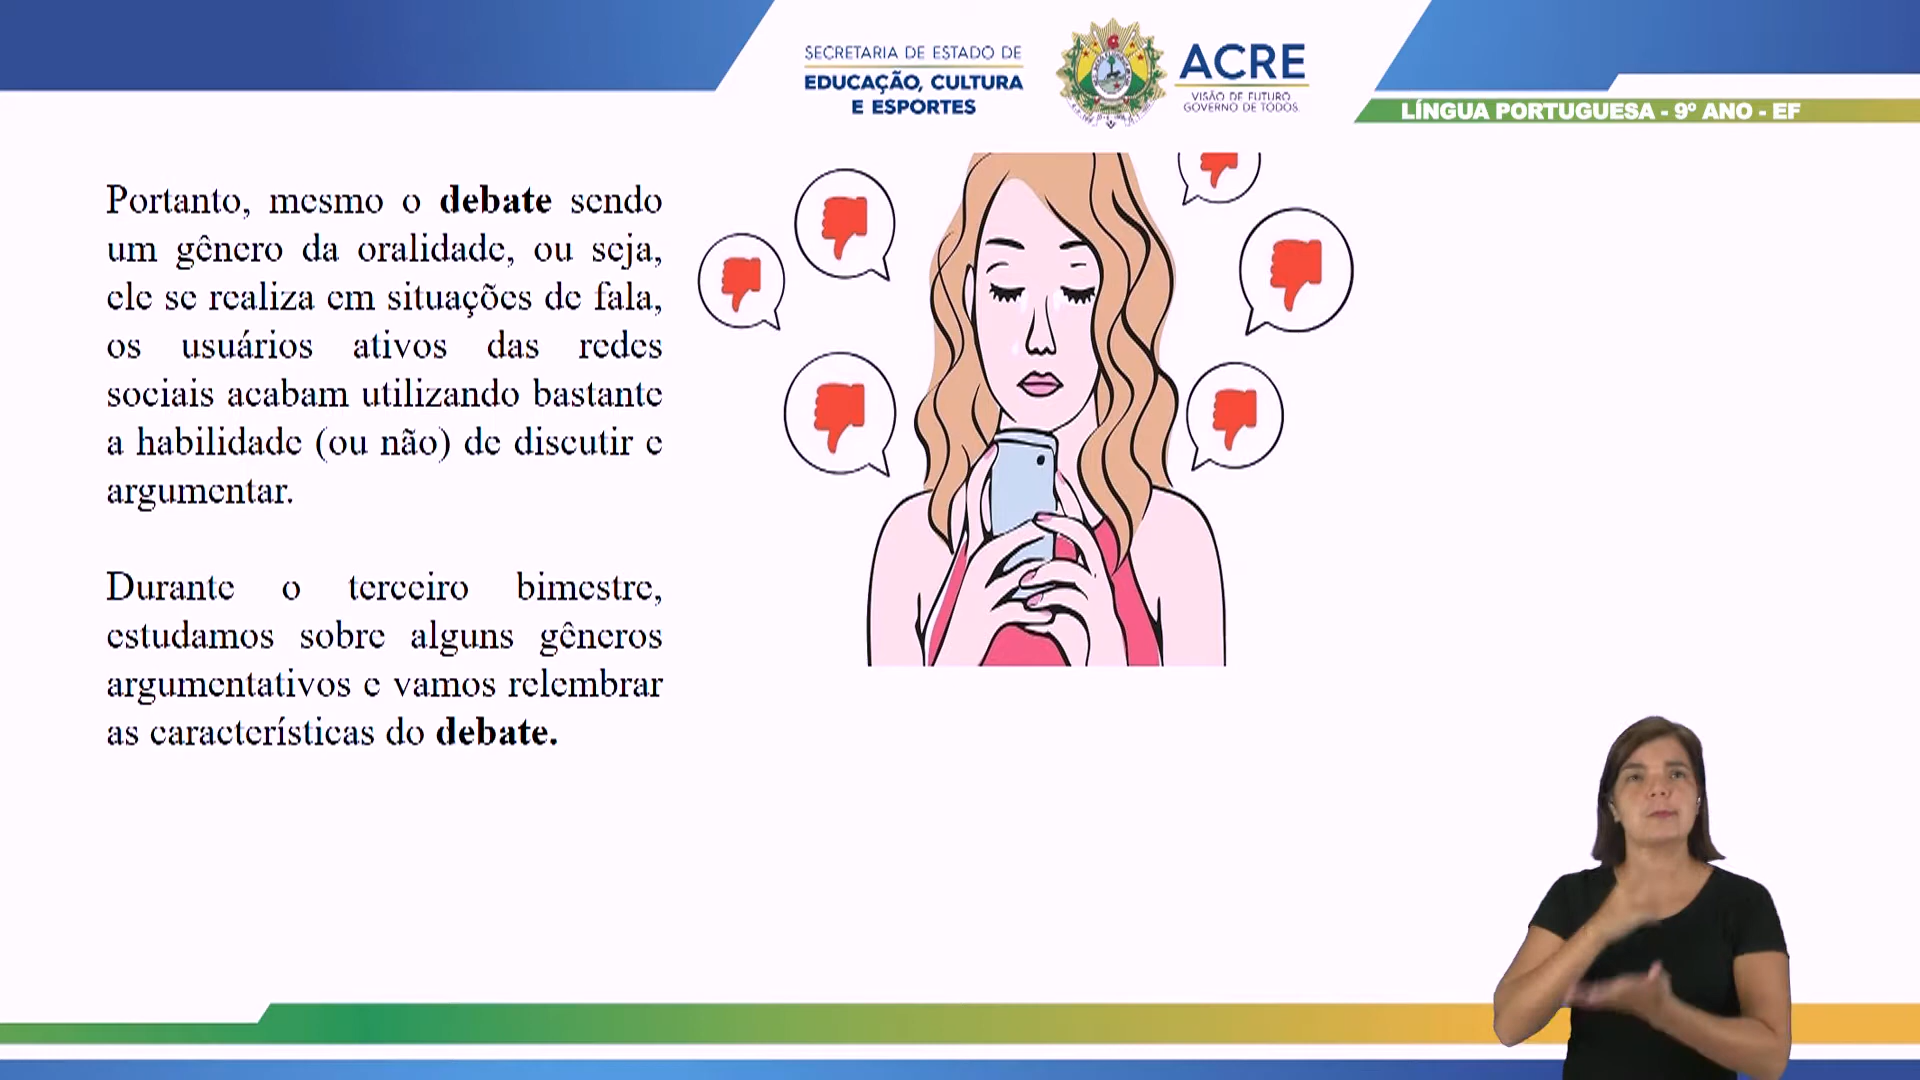 SECRETARIA DE ESTADO DE
EDUCAÇÃO, CULTURA
E ESPORTES
ACRE
VISÃO DE FUTURO
GOVERNO DE TODOS
LÍNGUA PORTUGUESA - 9º ANO - EF
Portanto, mesmo o debate sendo
um gênero da oralidade, ou seja,
ele se realiza em situações de fala,
os usuários ativos das redes
sociais acabam utilizando bastante
a habilidade (ou não) de discutir e
argumentar.
Durante o terceiro bimestre,
estudamos sobre alguns gêneros
argumentativos e vamos relembrar
as características do debate.